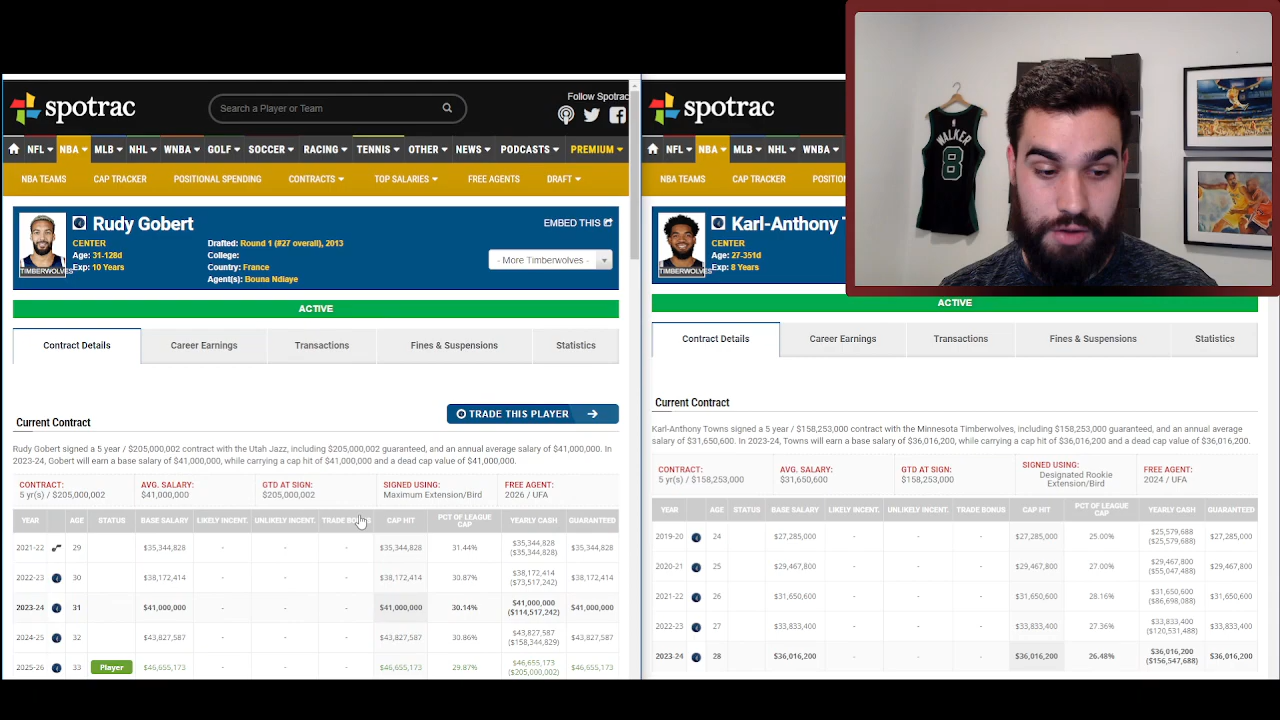 spotrac
Search a Player or Team
Follow Spotrac
NFL NBA MLB NHL WNBA GOLF SOCCER RACING TENNIS OTHER NEWS PODCASTS PREMIUM
NBA TEAMS CAP TRACKER POSITIONAL SPENDING CONTRACTS TOP SALARIES FREE AGENTS DRAFT
Rudy Gobert
EMBED THIS
CENTER
Age: 31-128d
Exp: 10 Years
TIMBERWOLVES
Drafted: Round 1 (#27 overall), 2013
College:
Country: France
Agent(s): Bouna Ndiaye
- More Timberwolves -
ACTIVE
Contract Details Career Earnings Transactions Fines & Suspensions Statistics
TRADE THIS PLAYER
Current Contract
Rudy Gobert signed a 5 year / $205,000,002 contract with the Utah Jazz, including $205,000,002 guaranteed, and an annual average salary of $41,000,000. In
2023-24, Gobert will earn a base salary of $41,000,000, while carrying a cap hit of $41,000,000 and a dead cap value of $41,000,000.
CONTRACT: AVG. SALARY: GTD AT SIGN: SIGNED USING: FREE AGENT:
5 yr(s) / $205,000,002 $41,000,000 $205,000,002 Maximum Extension/Bird 2026 / UFA
YEAR AGE STATUS BASE SALARY LIKELY INCENT. UNLIKELY INCENT. TRADE BONUS CAP HIT PCT OF LEAGUE CAP YEARLY CASH GUARANTEED
2021-22 29 $35,344,828 - - - $35,344,828 31.44% $35,344,828 ($35,344,828) $35,344,828
2022-23 30 $38,172,414 - - - $38,172,414 30.87% $38,172,414 ($73,517,242) $38,172,414
2023-24 31 $41,000,000 - - - $41,000,000 30.14% $41,000,000 ($114,517,242) $41,000,000
2024-25 32 $43,827,587 - - - $43,827,587 30.86% $43,827,587 ($158,344,829) $43,827,587
2025-26 33 Player $46,655,173 - - - $46,655,173 29.87% $46,655,173 ($205,000,002) $46,655,173
spotrac
NFL NBA MLB NHL WNBA
NBA TEAMS CAP TRACKER POSITION
Karl-Anthony T
CENTER
Age: 27-351d
Exp: 8 Years
TIMBERWOLVES
ACTIVE
Contract Details Career Earnings Transactions Fines & Suspensions Statistics
Current Contract
Karl-Anthony Towns signed a 5 year / $158,253,000 contract with the Minnesota Timberwolves, including $158,253,000 guaranteed, and an annual average
salary of $31,650,600. In 2023-24, Towns will earn a base salary of $36,016,200, while carrying a cap hit of $36,016,200 and a dead cap value of $36,016,200.
CONTRACT: AVG. SALARY: GTD AT SIGN: SIGNED USING: FREE AGENT:
5 yr(s) / $158,253,000 $31,650,600 $158,253,000 Designated Rookie Extension/Bird 2024 / UFA
YEAR AGE STATUS BASE SALARY LIKELY INCENT. UNLIKELY INCENT. TRADE BONUS CAP HIT PCT OF LEAGUE CAP YEARLY CASH GUARANTEED
2019-20 24 $27,285,000 - - - $27,285,000 25.00% $25,579,688 ($25,579,688) $27,285,000
2020-21 25 $29,467,800 - - - $29,467,800 27.00% $29,467,800 ($55,047,488) $29,467,800
2021-22 26 $31,650,600 - - - $31,650,600 28.16% $31,650,600 ($86,698,088) $31,650,600
2022-23 27 $33,833,400 - - - $33,833,400 27.36% $33,833,400 ($120,531,488) $33,833,400
2023-24 28 $36,016,200 - - - $36,016,200 26.48% $36,016,200 ($156,547,688) $36,016,200
WALKER
8